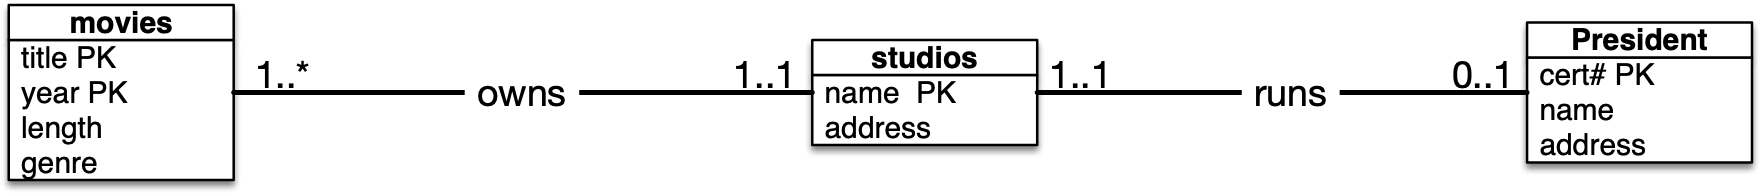 movies
title PK
year PK
length
genre
1..*
owns
1..1
studios
name PK
address
1..1
runs
0..1
President
cert# PK
name
address